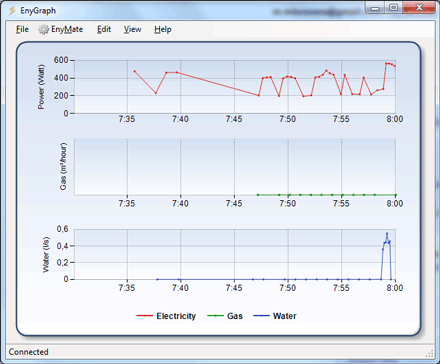 EnyGraph
File EnyMate Edit View Help
Power (Watt)
600
400
200
0
7:35 7:40 7:45 7:50 7:55 8:00
Gas (m³/hour)
7:35 7:40 7:45 7:50 7:55 8:00
Water (l/s)
0,6
0,4
0,2
0
7:35 7:40 7:45 7:50 7:55 8:00
Electricity Gas Water
Connected